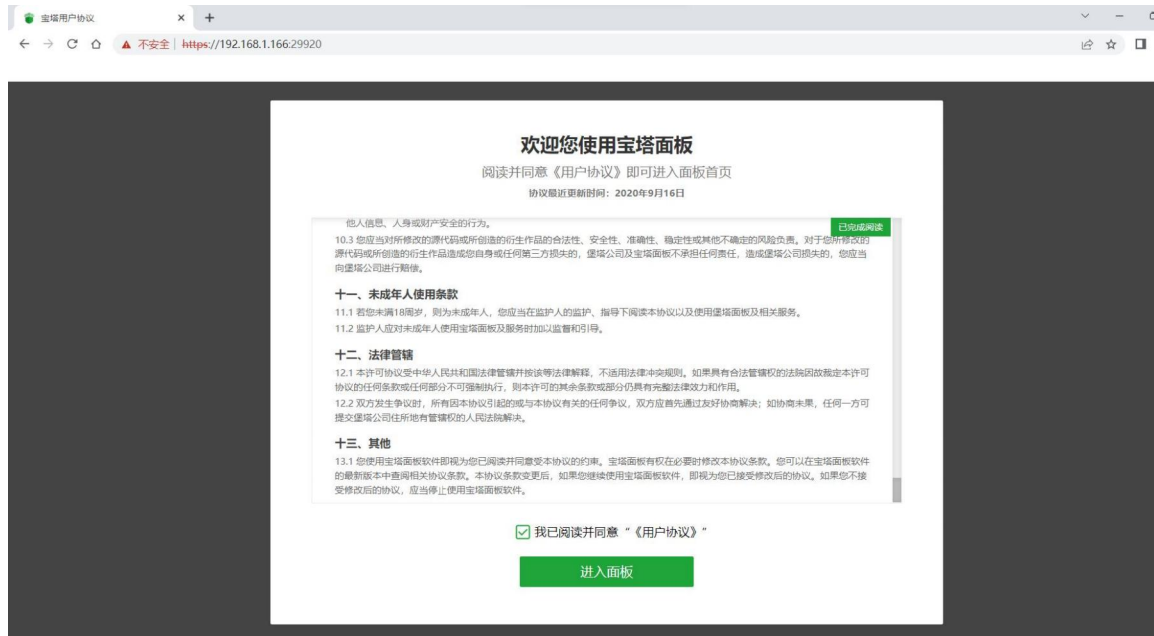 宝塔用户协议
不安全 https://192.168.1.166:29920
欢迎您使用宝塔面板
阅读并同意《用户协议》即可进入面板首页
协议最近更新时间：2020年9月16日
他人信息、人身或财产安全的行为。
已完成阅读
10.3 您应当对所修改的源代码或所创造的衍生作品的合法性、安全性、准确性、稳定性或其他不确定的风险负责。对于您所修改的
源代码或所创造的衍生作品造成您自身或任何第三方损失的，堡塔公司及宝塔面板不承担任何责任，造成堡塔公司损失的，您应当
向堡塔公司进行赔偿。
十一、未成年人使用条款
11.1 若您未满18周岁，则为未成年人，您应当在监护人的监护、指导下阅读本协议以及使用堡塔面板及相关服务。
11.2 监护人应对未成年人使用宝塔面板及服务时加以监督和引导。
十二、法律管辖
12.1 本许可协议受中华人民共和国法律管辖并按该等法律解释，不适用法律冲突规则。如果具有合法管辖权的法院因故裁定本许可
协议的任何条款或任何部分不可强制执行，则本许可的其余条款或部分仍具有完整法律效力和作用。
12.2 双方发生争议时，所有因本协议引起的或与本协议有关的任何争议，双方应首先通过友好协商解决；如协商未果，任何一方可
提交堡塔公司住所地有管辖权的人民法院解决。
十三、其他
13.1 您使用宝塔面板软件即视为您已阅读并同意受本协议的约束。宝塔面板有权在必要时修改本协议条款。您可以在宝塔面板软件
的最新版本中查阅相关协议条款。本协议条款变更后，如果您继续使用宝塔面板软件，即视为您已接受修改后的协议。如果您不接
受修改后的协议，应当停止使用宝塔面板软件。
我已阅读并同意“《用户协议》”
进入面板